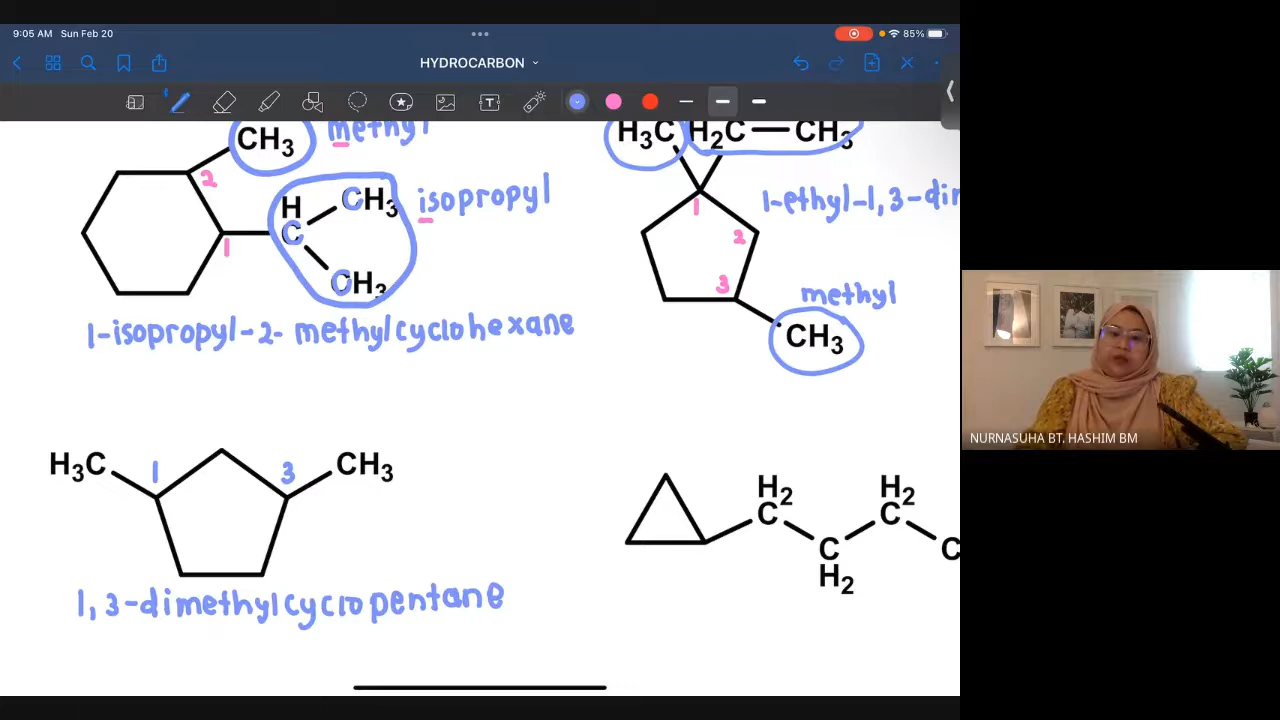 9:05 AM Sun Feb 20
85%
HYDROCARBON
T
CH3 methyl
2
H
C
CH3
CH3
isopropyl
1
1-isopropyl-2-methylcyclohexane
H3C H2C—CH3
1
2
3
1-ethyl-1,3-dim
methyl
CH3
NURNASUHA BT. HASHIM BM
H3C 1 3 CH3
1,3-dimethylcyclopentane
H2
C
C
H2
H2
C
C